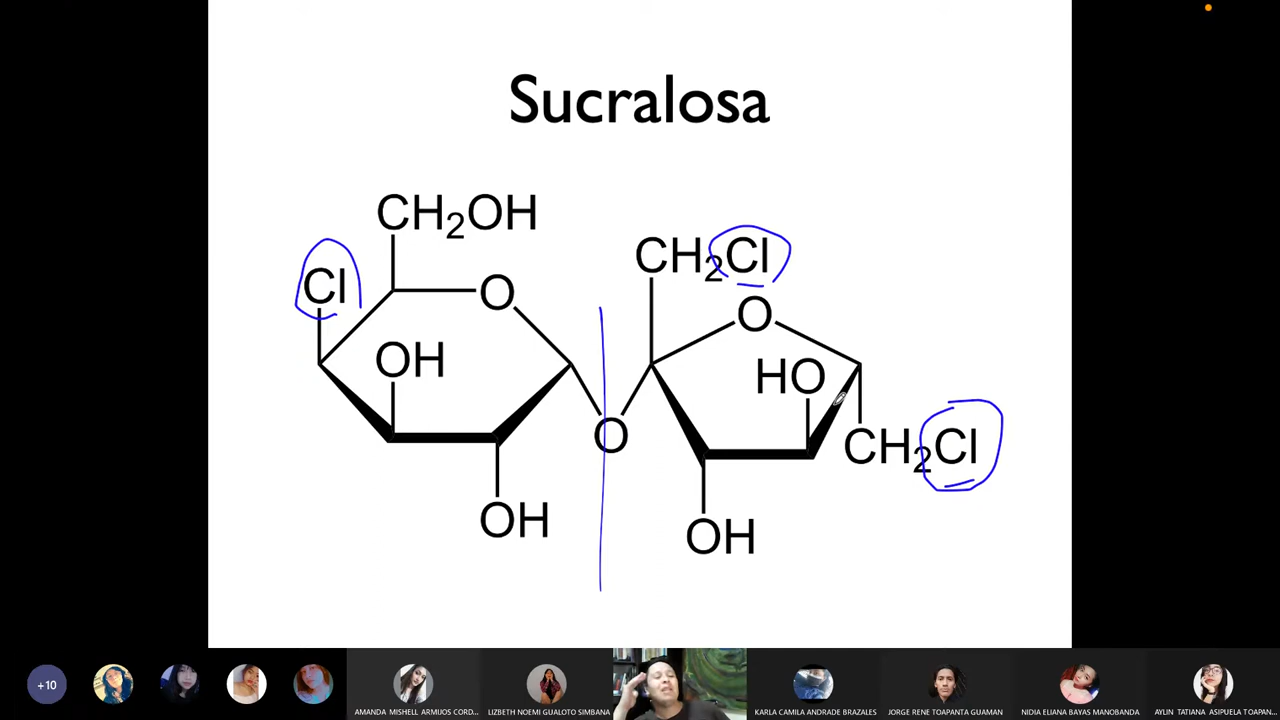 Sucralosa
CH2OH
CH2Cl
Cl
O
O
OH
HO
O
CH2Cl
OH
OH
+10
AMANDA MISHELL ARMIJOS CORD...
LIZBETH NOEMI GUALOTO SIMBANA
KARLA CAMILA ANDRADE BRAZALES
JORGE RENE TOAPANTA GUAMAN
NIDIA ELIANA BAYAS MANOBANDA
AYLIN TATIANA ASIPUELA TOAPAN...